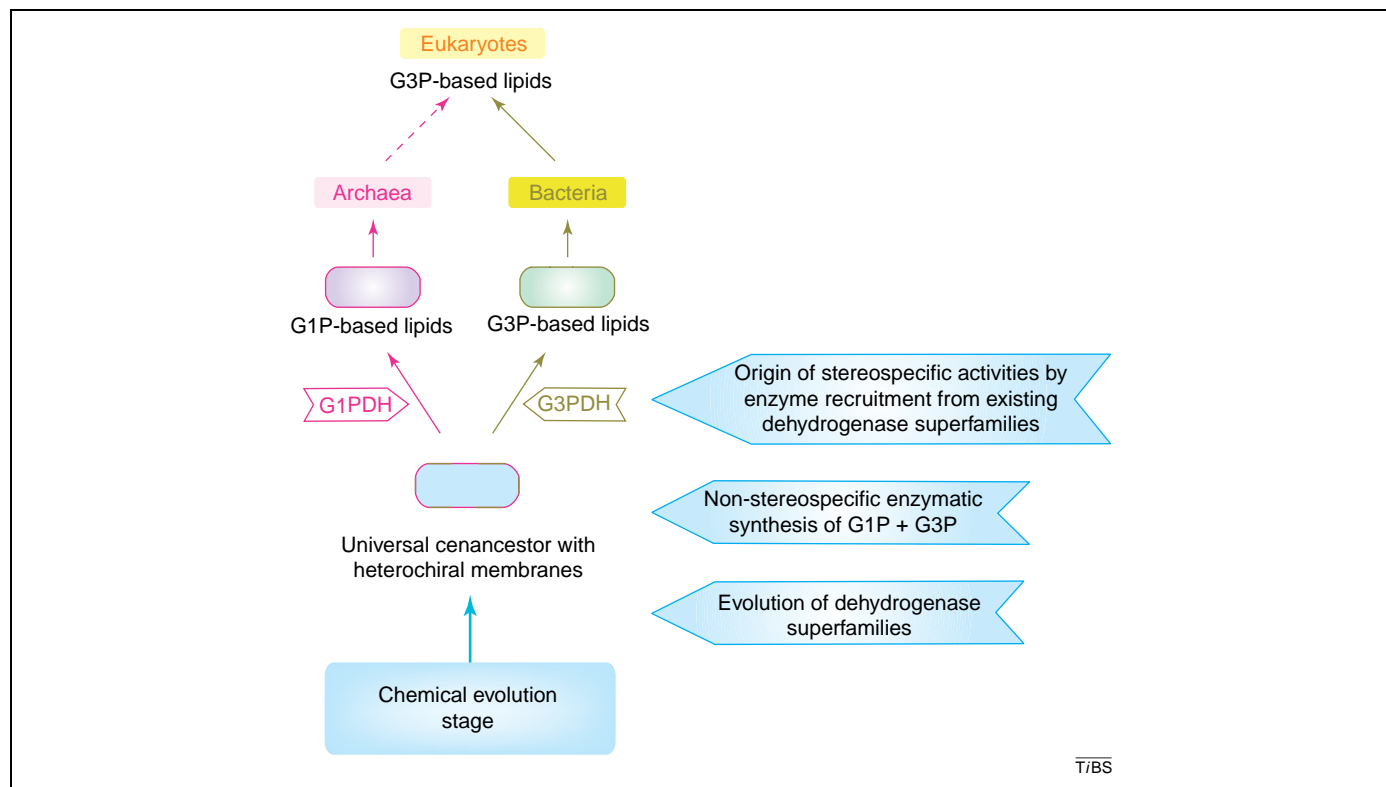 Eukaryotes
G3P-based lipids
Archaea
Bacteria
G1P-based lipids
G3P-based lipids
G1PDH
G3PDH
Origin of stereospecific activities by
enzyme recruitment from existing
dehydrogenase superfamilies
Non-stereospecific enzymatic
synthesis of G1P + G3P
Universal cenancestor with
heterochiral membranes
Evolution of dehydrogenase
superfamilies
Chemical evolution
stage
TiBS